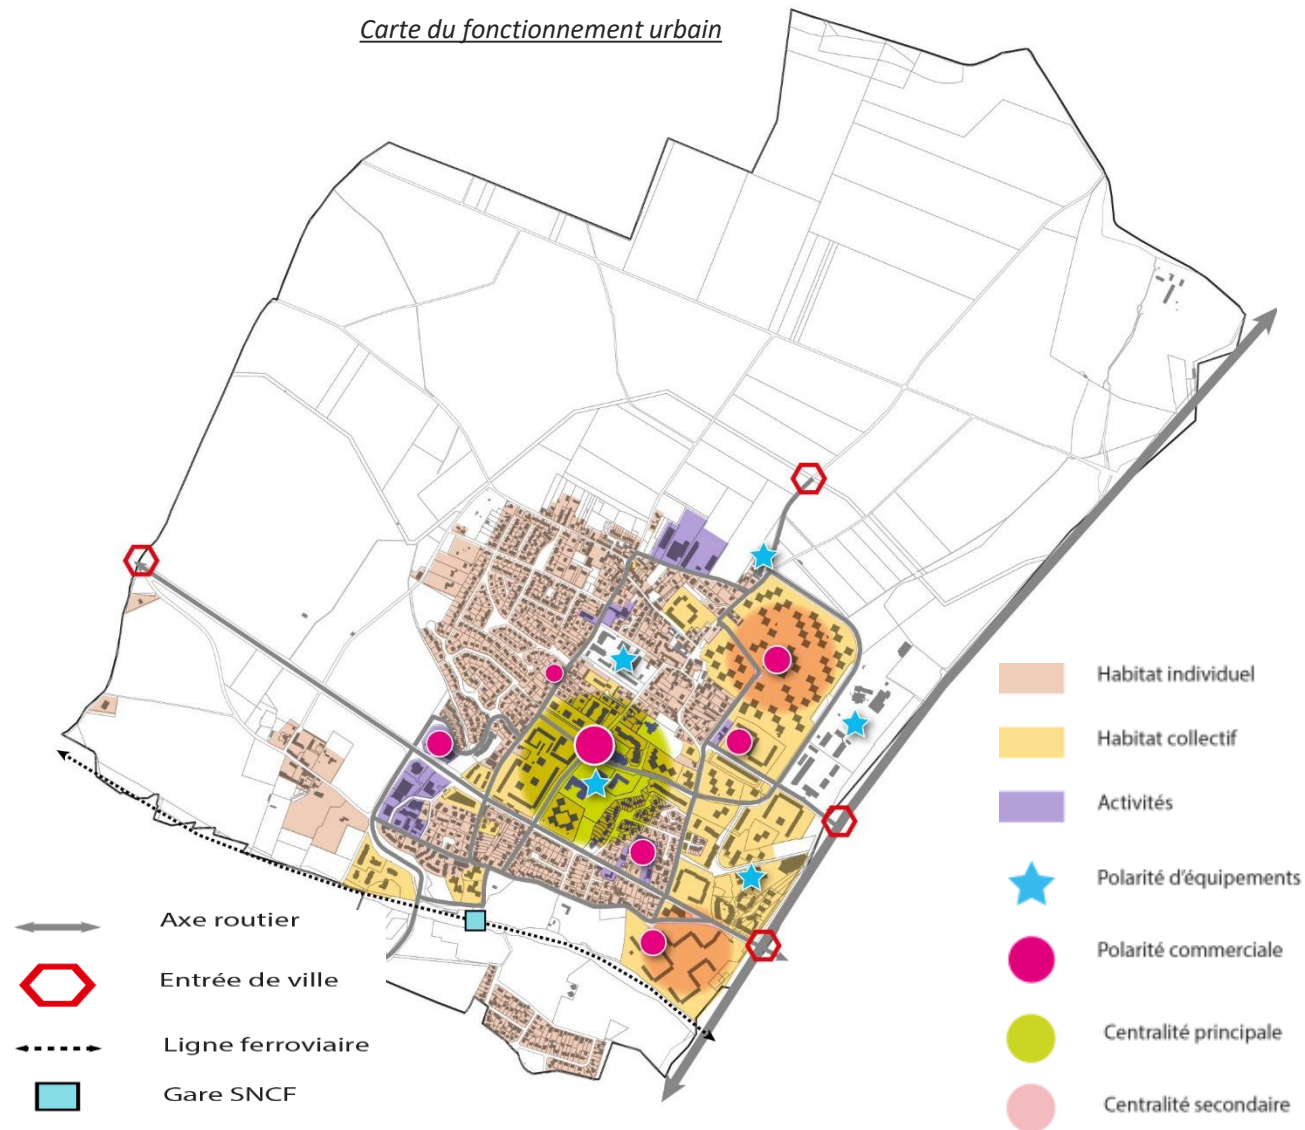 Carte du fonctionnement urbain
Habitat individuel
Habitat collectif
Activités
Polarité d'équipements
Polarité commerciale
Centralité principale
Centralité secondaire
Axe routier
Entrée de ville
Ligne ferroviaire
Gare SNCF